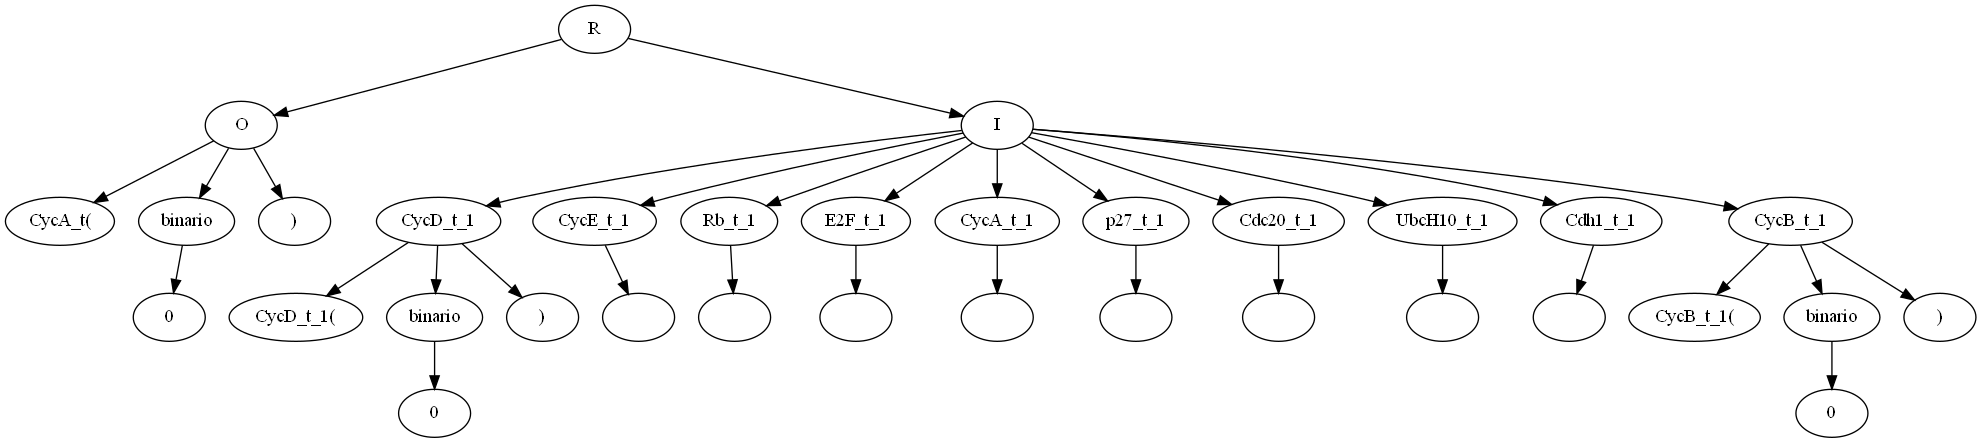 R
O I
CycA_t( binario ) CycD_t_1 CycE_t_1 Rb_t_1 E2F_t_1 CycA_t_1 p27_t_1 Cdc20_t_1 UbcH10_t_1 Cdh1_t_1 CycB_t_1
0 CycD_t_1( binario ) CycB_t_1( binario )
0 0